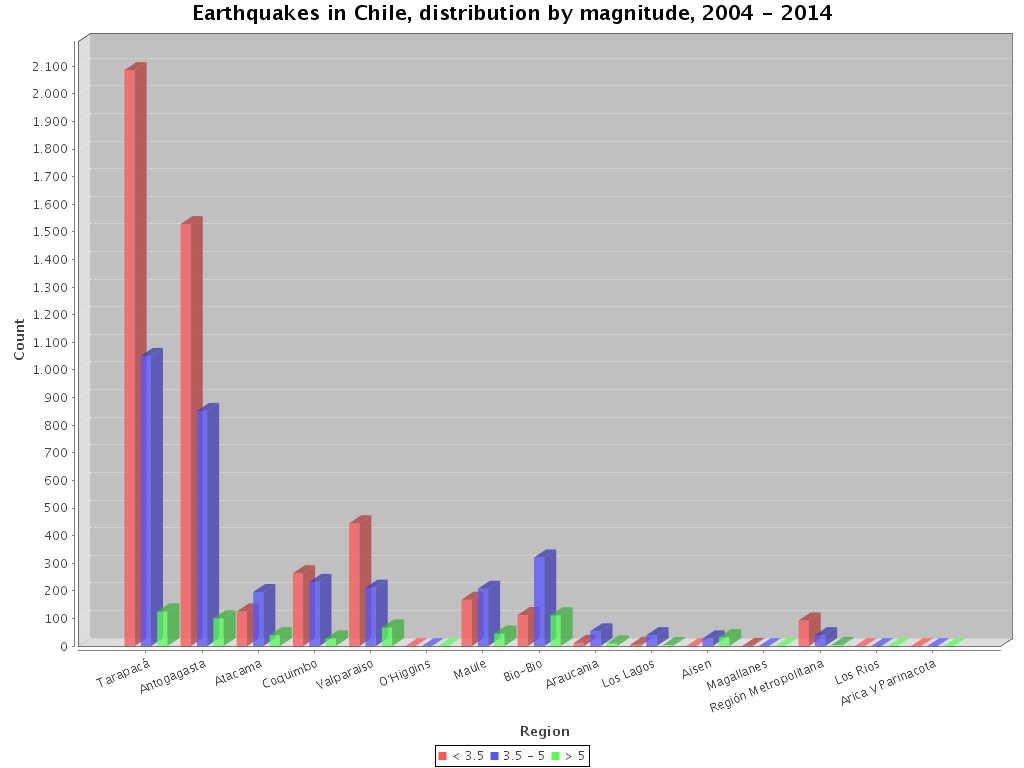 Earthquakes in Chile, distribution by magnitude, 2004 - 2014
Count
2.100
2.000
1.900
1.800
1.700
1.600
1.500
1.400
1.300
1.200
1.100
1.000
900
800
700
600
500
400
300
200
100
0
Tarapacá
Antogagasta
Atacama
Coquimbo
Valparaiso
O'Higgins
Maule
Bio-Bio
Araucania
Los Lagos
Aisen
Magallanes
Región Metropolitana
Los Rios
Arica y Parinacota
Region
< 3.5 3.5 - 5 > 5